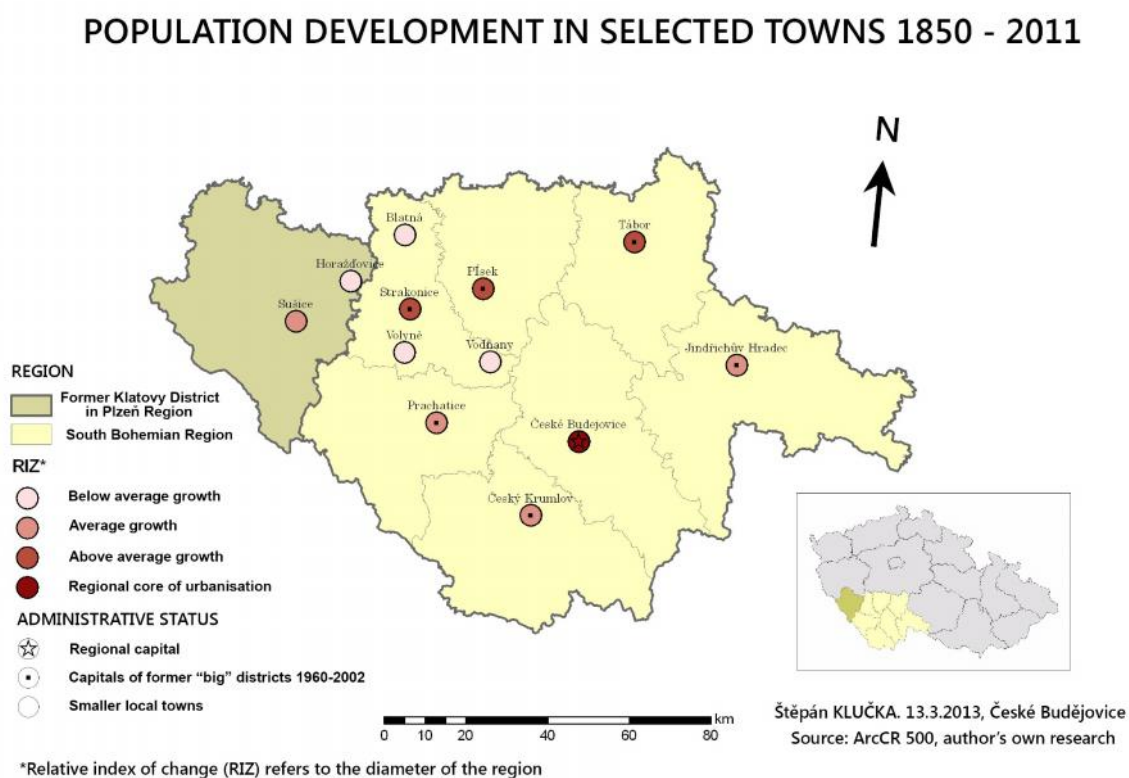 POPULATION DEVELOPMENT IN SELECTED TOWNS 1850 - 2011
N
Blatná
Tábor
Horažďovice
Písek
Sušice
Strakonice
Volyně
Vodňany
Jindřichův Hradec
Prachatice
České Budejovice
Český Krumlov
REGION
Former Klatovy District
in Plzeň Region
South Bohemian Region
RIZ*
Below average growth
Average growth
Above average growth
Regional core of urbanisation
ADMINISTRATIVE STATUS
Regional capital
Capitals of former “big” districts 1960-2002
Smaller local towns
km
0 10 20 40 60 80
Štěpán KLUČKA. 13.3.2013, České Budějovice
Source: ArcCR 500, author's own research
*Relative index of change (RIZ) refers to the diameter of the region